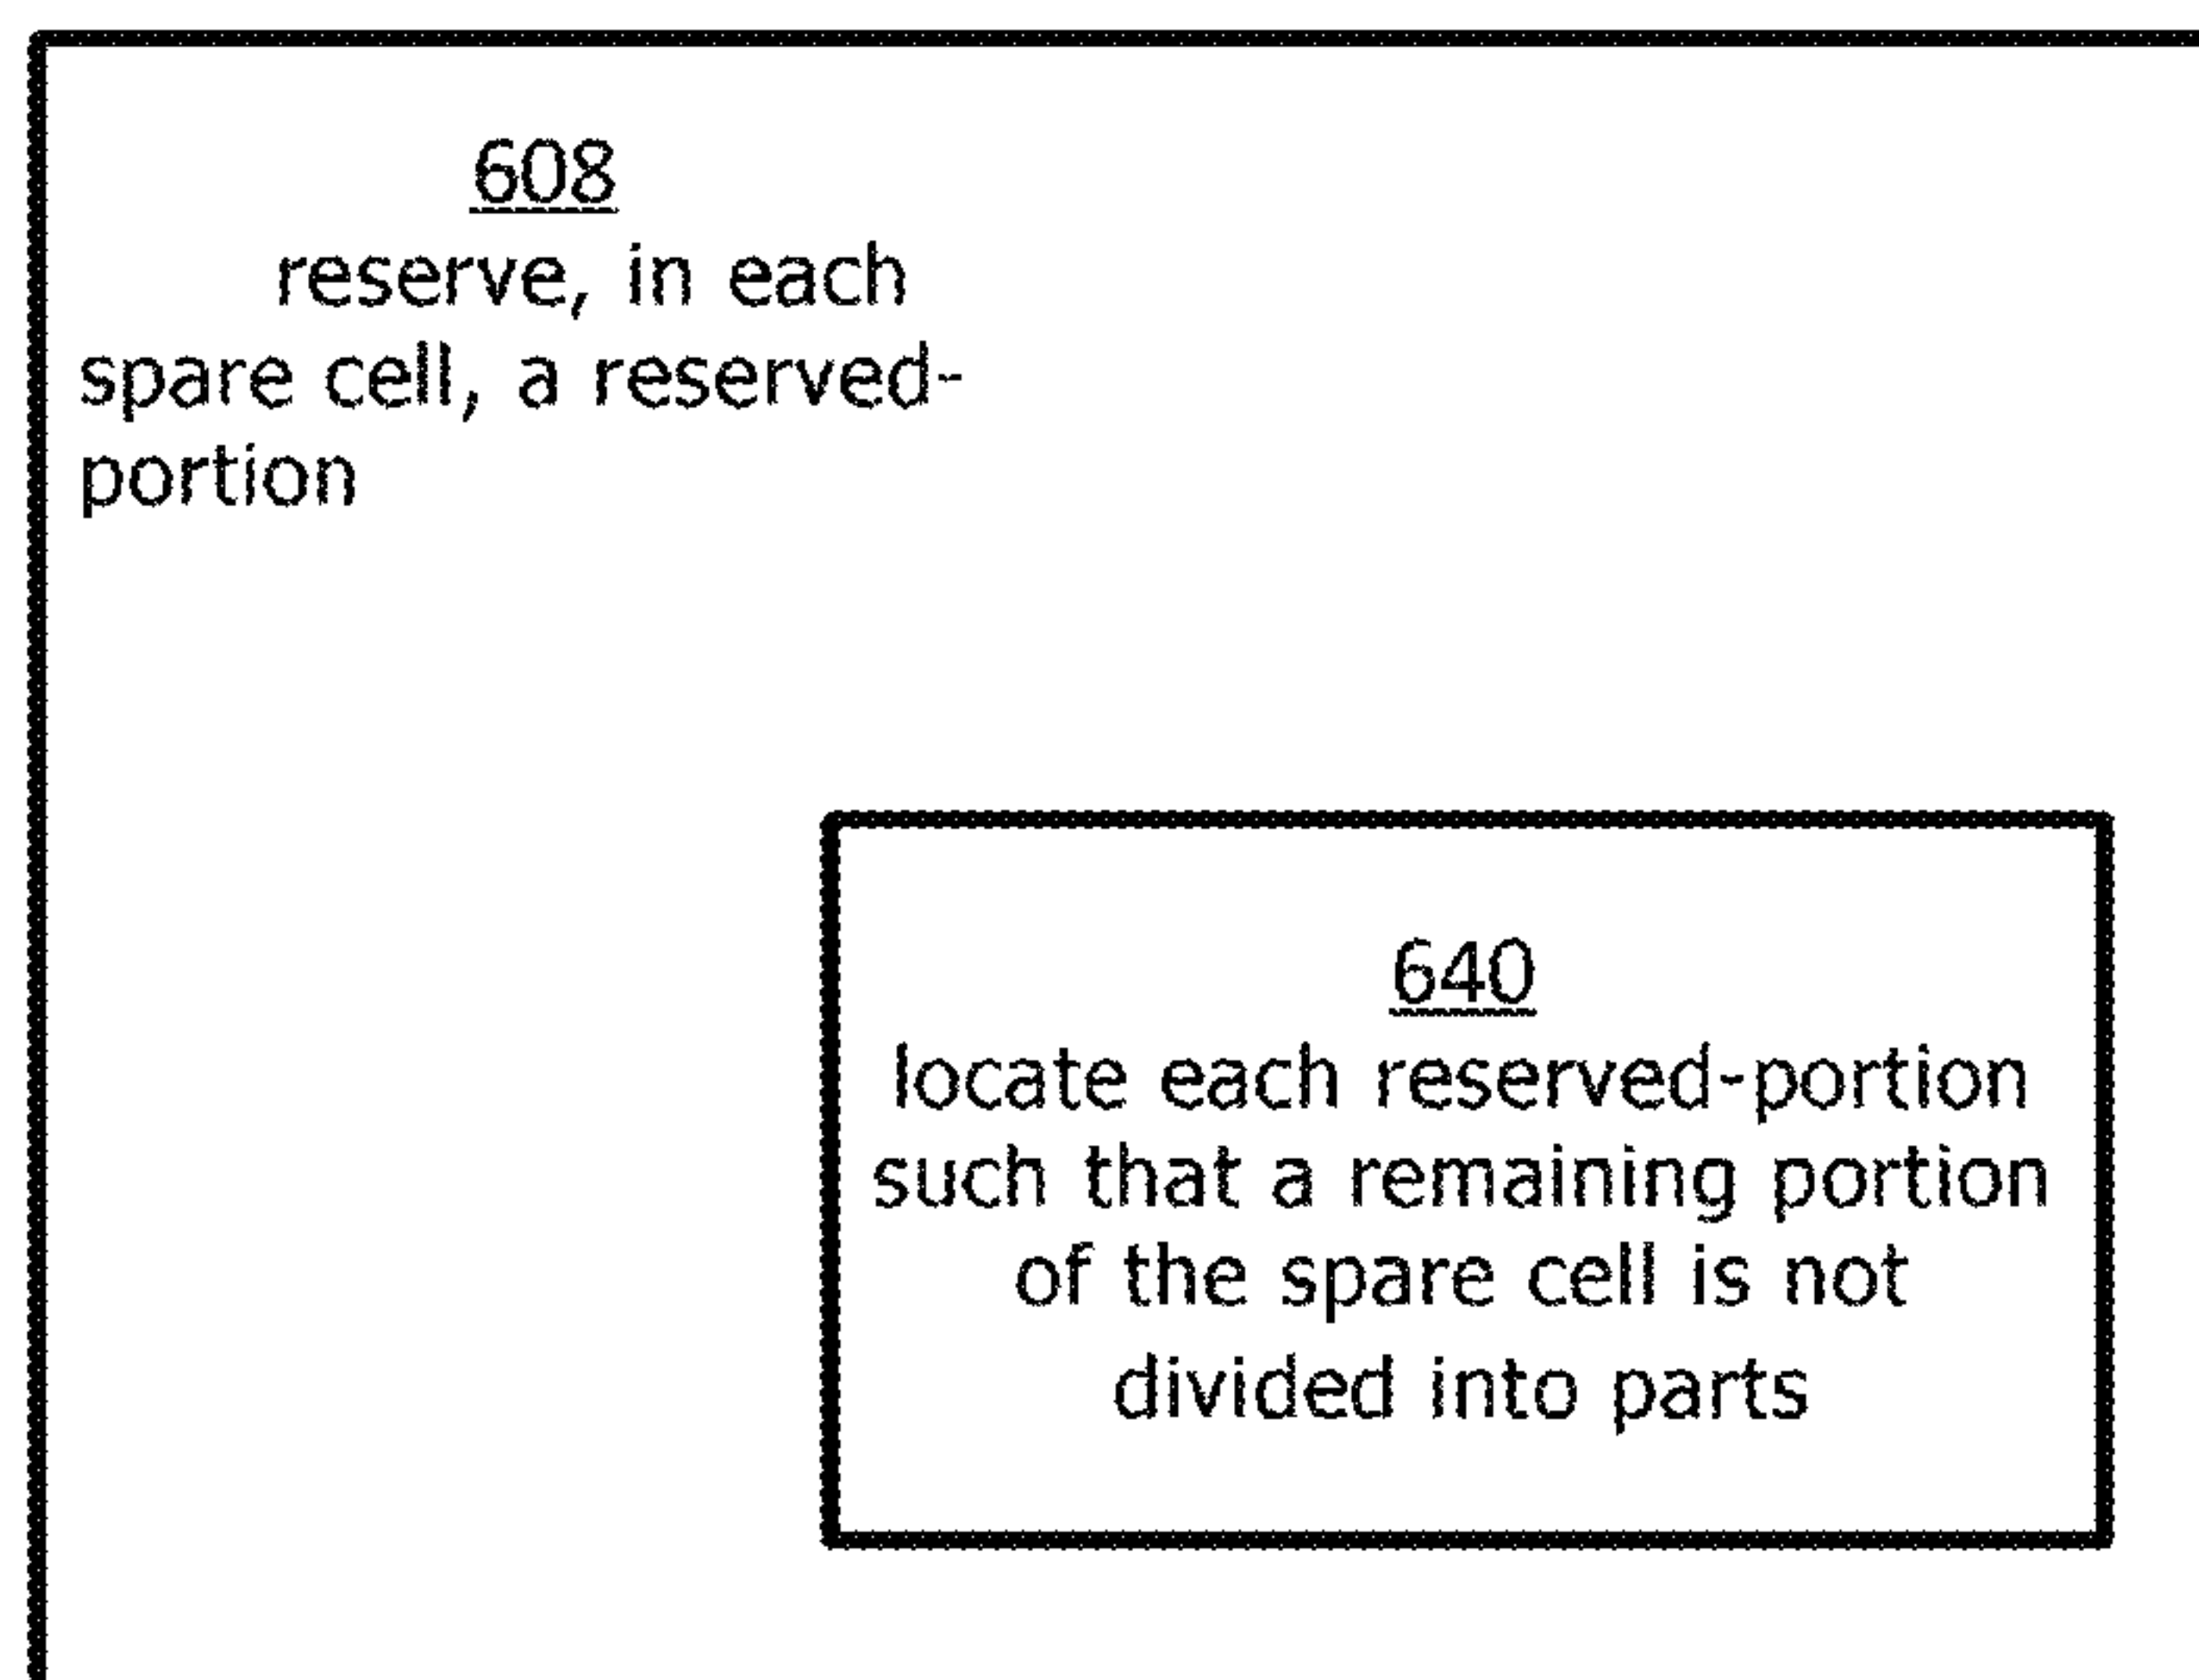 608
reserve, in each
spare cell, a reserved-
portion
640
locate each reserved-portion
such that a remaining portion
of the spare cell is not
divided into parts